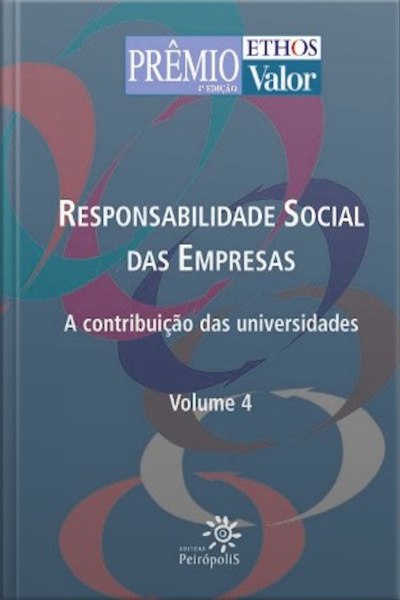 PRÊMIO
4ª EDIÇÃO
ETHOS
Valor
RESPONSABILIDADE SOCIAL
DAS EMPRESAS
A contribuição das universidades
Volume 4
EDITORA
PEIRÓPOLIS